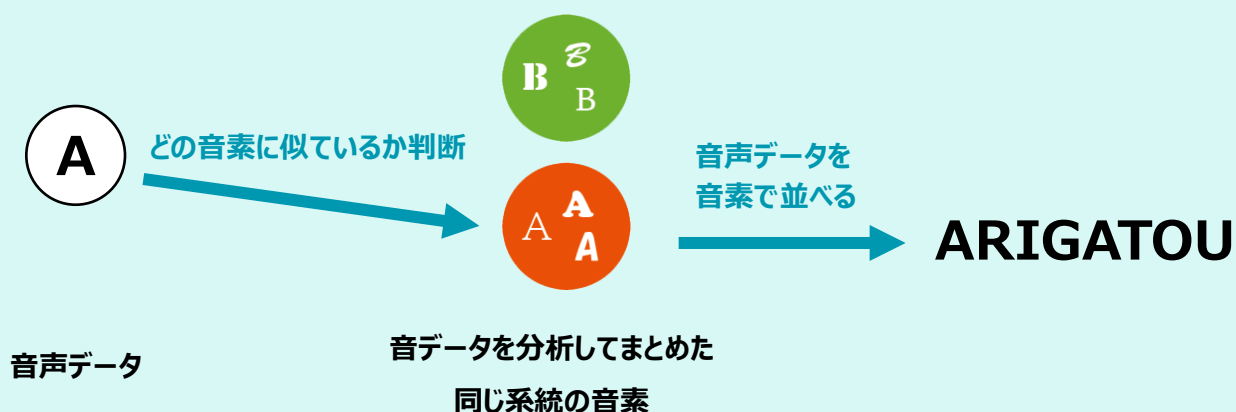 B B
B
A
どの音素に似ているか判断
A A
A
音声データを
音素で並べる
ARIGATOU
音声データ
音データを分析してまとめた
同じ系統の音素